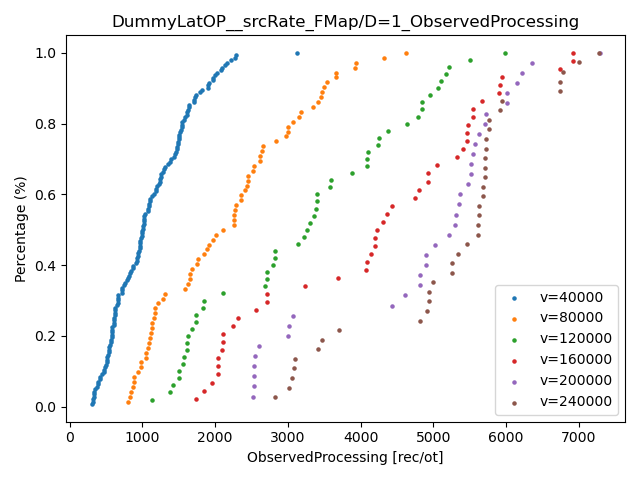 DummyLatOP__srcRate_FMap/D=1_ObservedProcessing
Percentage (%)
1.0
0.8
0.6
0.4
0.2
0.0
v=40000
v=80000
v=120000
v=160000
v=200000
v=240000
0 1000 2000 3000 4000 5000 6000 7000
ObservedProcessing [rec/ot]